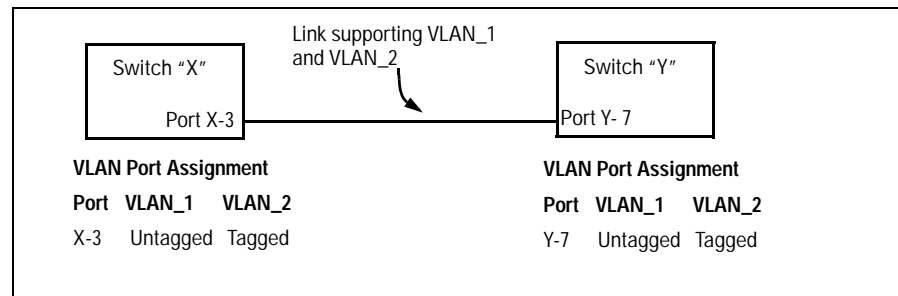 Link supporting VLAN_1
and VLAN_2
Switch “X”
Port X-3
Switch “Y”
Port Y- 7
VLAN Port Assignment
Port VLAN_1 VLAN_2
X-3 Untagged Tagged
VLAN Port Assignment
Port VLAN_1 VLAN_2
Y-7 Untagged Tagged